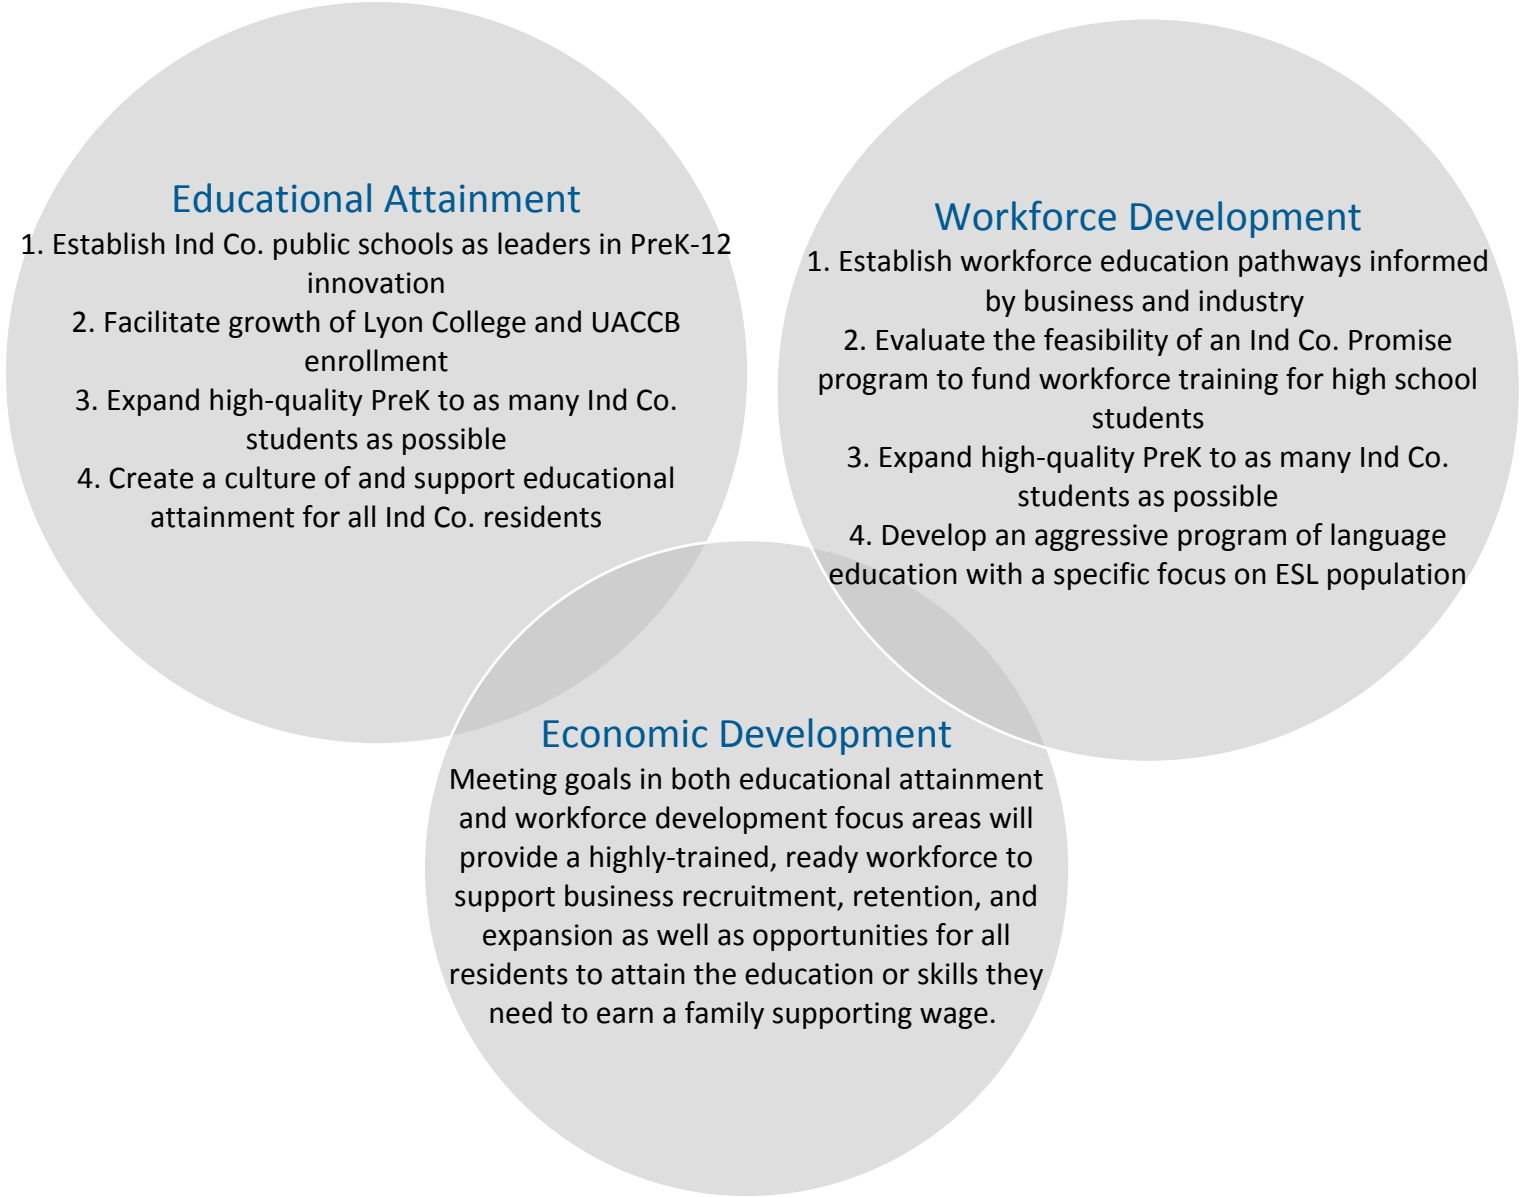 Educational Attainment
1. Establish Ind Co. public schools as leaders in PreK-12
innovation
2. Facilitate growth of Lyon College and UACCB
enrollment
3. Expand high-quality PreK to as many Ind Co.
students as possible
4. Create a culture of and support educational
attainment for all Ind Co. residents
Workforce Development
1. Establish workforce education pathways informed
by business and industry
2. Evaluate the feasibility of an Ind Co. Promise
program to fund workforce training for high school
students
3. Expand high-quality PreK to as many Ind Co.
students as possible
4. Develop an aggressive program of language
education with a specific focus on ESL population
Economic Development
Meeting goals in both educational attainment
and workforce development focus areas will
provide a highly-trained, ready workforce to
support business recruitment, retention, and
expansion as well as opportunities for all
residents to attain the education or skills they
need to earn a family supporting wage.